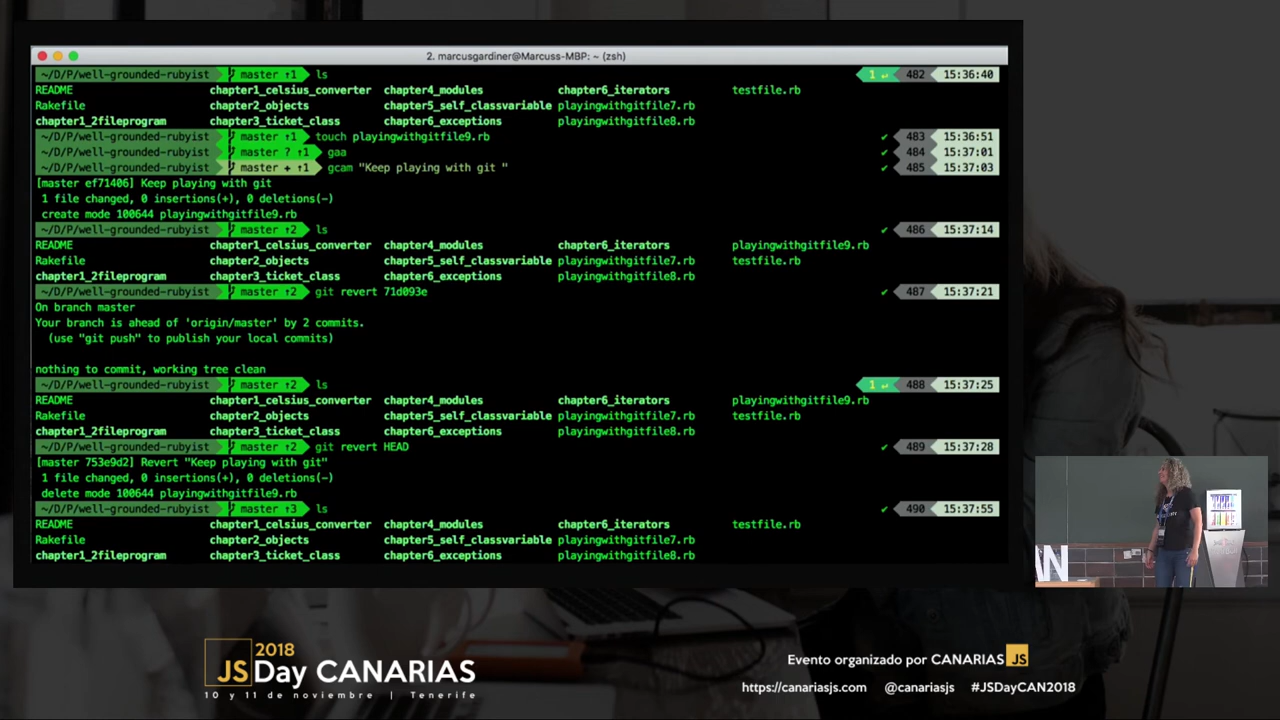 2. marcusgardiner@Marcuss-MBP: ~ (zsh)
~/D/P/well-grounded-rubyist master ↑1 ls 1 ↵ 482 15:36:40
README chapter1_celsius_converter chapter4_modules chapter6_iterators testfile.rb
Rakefile chapter2_objects chapter5_self_classvariable playingwithgitfile7.rb
chapter1_2fileprogram chapter3_ticket_class chapter6_exceptions playingwithgitfile8.rb
~/D/P/well-grounded-rubyist master ↑1 touch playingwithgitfile9.rb ✔ 483 15:36:51
~/D/P/well-grounded-rubyist master ? ↑1 gaa ✔ 484 15:37:01
~/D/P/well-grounded-rubyist master + ↑1 gcam "Keep playing with git " ✔ 485 15:37:03
[master ef71406] Keep playing with git
1 file changed, 0 insertions(+), 0 deletions(-)
create mode 100644 playingwithgitfile9.rb
~/D/P/well-grounded-rubyist master ↑2 ls ✔ 486 15:37:14
README chapter1_celsius_converter chapter4_modules chapter6_iterators playingwithgitfile9.rb
Rakefile chapter2_objects chapter5_self_classvariable playingwithgitfile7.rb testfile.rb
chapter1_2fileprogram chapter3_ticket_class chapter6_exceptions playingwithgitfile8.rb
~/D/P/well-grounded-rubyist master ↑2 git revert 71d093e ✔ 487 15:37:21
On branch master
Your branch is ahead of 'origin/master' by 2 commits.
(use "git push" to publish your local commits)
nothing to commit, working tree clean
~/D/P/well-grounded-rubyist master ↑2 ls 1 ↵ 488 15:37:25
README chapter1_celsius_converter chapter4_modules chapter6_iterators playingwithgitfile9.rb
Rakefile chapter2_objects chapter5_self_classvariable playingwithgitfile7.rb testfile.rb
chapter1_2fileprogram chapter3_ticket_class chapter6_exceptions playingwithgitfile8.rb
~/D/P/well-grounded-rubyist master ↑2 git revert HEAD ✔ 489 15:37:28
[master 753e9d2] Revert "Keep playing with git"
1 file changed, 0 insertions(+), 0 deletions(-)
delete mode 100644 playingwithgitfile9.rb
~/D/P/well-grounded-rubyist master ↑3 ls ✔ 490 15:37:55
README chapter1_celsius_converter chapter4_modules chapter6_iterators testfile.rb
Rakefile chapter2_objects chapter5_self_classvariable playingwithgitfile7.rb
chapter1_2fileprogram chapter3_ticket_class chapter6_exceptions playingwithgitfile8.rb
AN
2018
JSDay CANARIAS
10 y 11 de noviembre | Tenerife
Evento organizado por CANARIAS JS
https://canariasjs.com @canariasjs #JSDayCAN2018